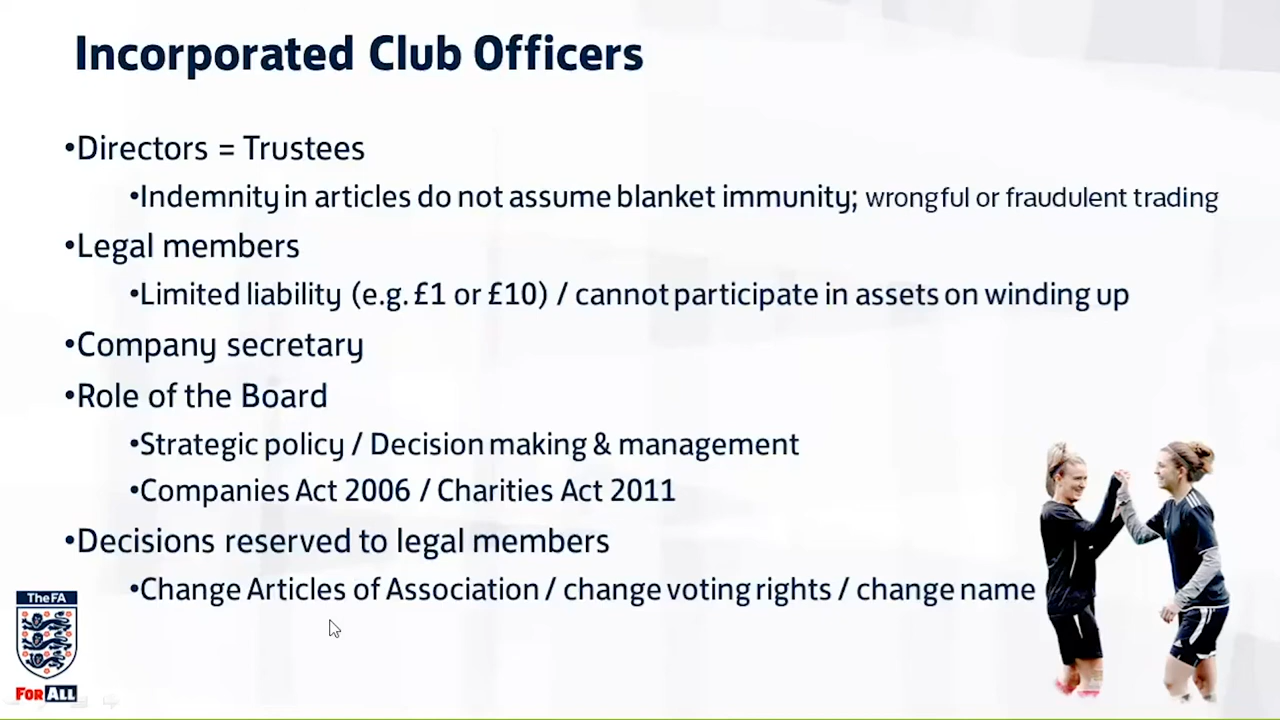 Incorporated Club Officers
•Directors = Trustees
•Indemnity in articles do not assume blanket immunity; wrongful or fraudulent trading
•Legal members
•Limited liability (e.g. £1 or £10) / cannot participate in assets on winding up
•Company secretary
•Role of the Board
•Strategic policy / Decision making & management
•Companies Act 2006 / Charities Act 2011
•Decisions reserved to legal members
•Change Articles of Association / change voting rights / change name
The FA
FOR ALL